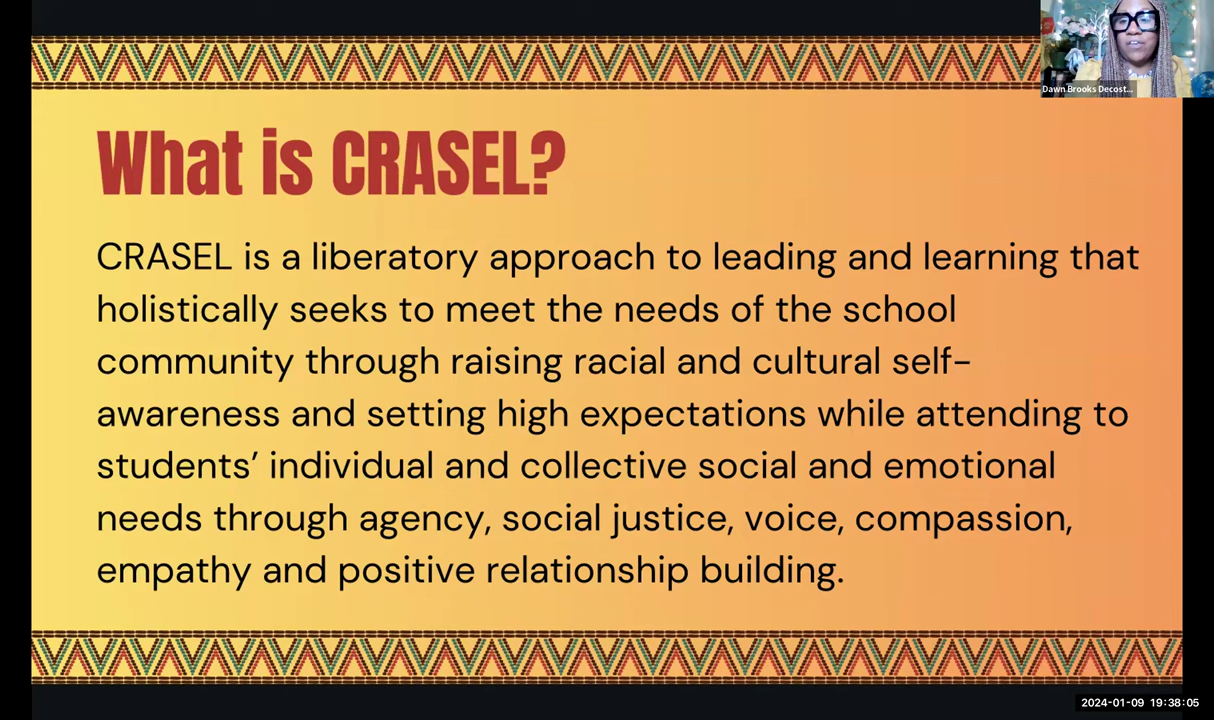 Dawn Brooks Decost...
What is CRASEL?
CRASEL is a liberatory approach to leading and learning that
holistically seeks to meet the needs of the school
community through raising racial and cultural self-
awareness and setting high expectations while attending to
students’ individual and collective social and emotional
needs through agency, social justice, voice, compassion,
empathy and positive relationship building.
2024-01-09 19:38:05